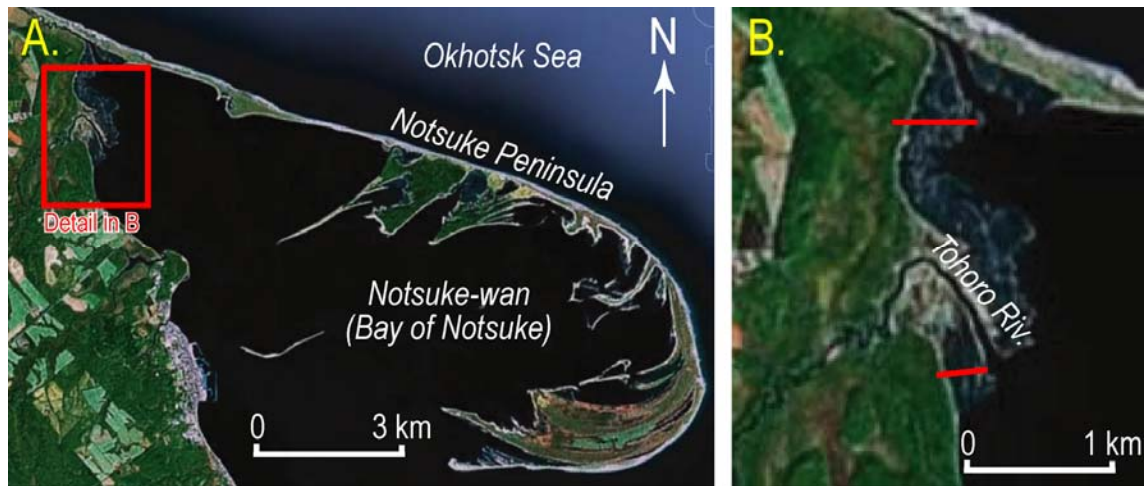 A.
Okhotsk Sea
N
Notsuke Peninsula
Detail in B
Notsuke-wan
(Bay of Notsuke)
0 3 km
B.
Tohoro Riv.
0 1 km